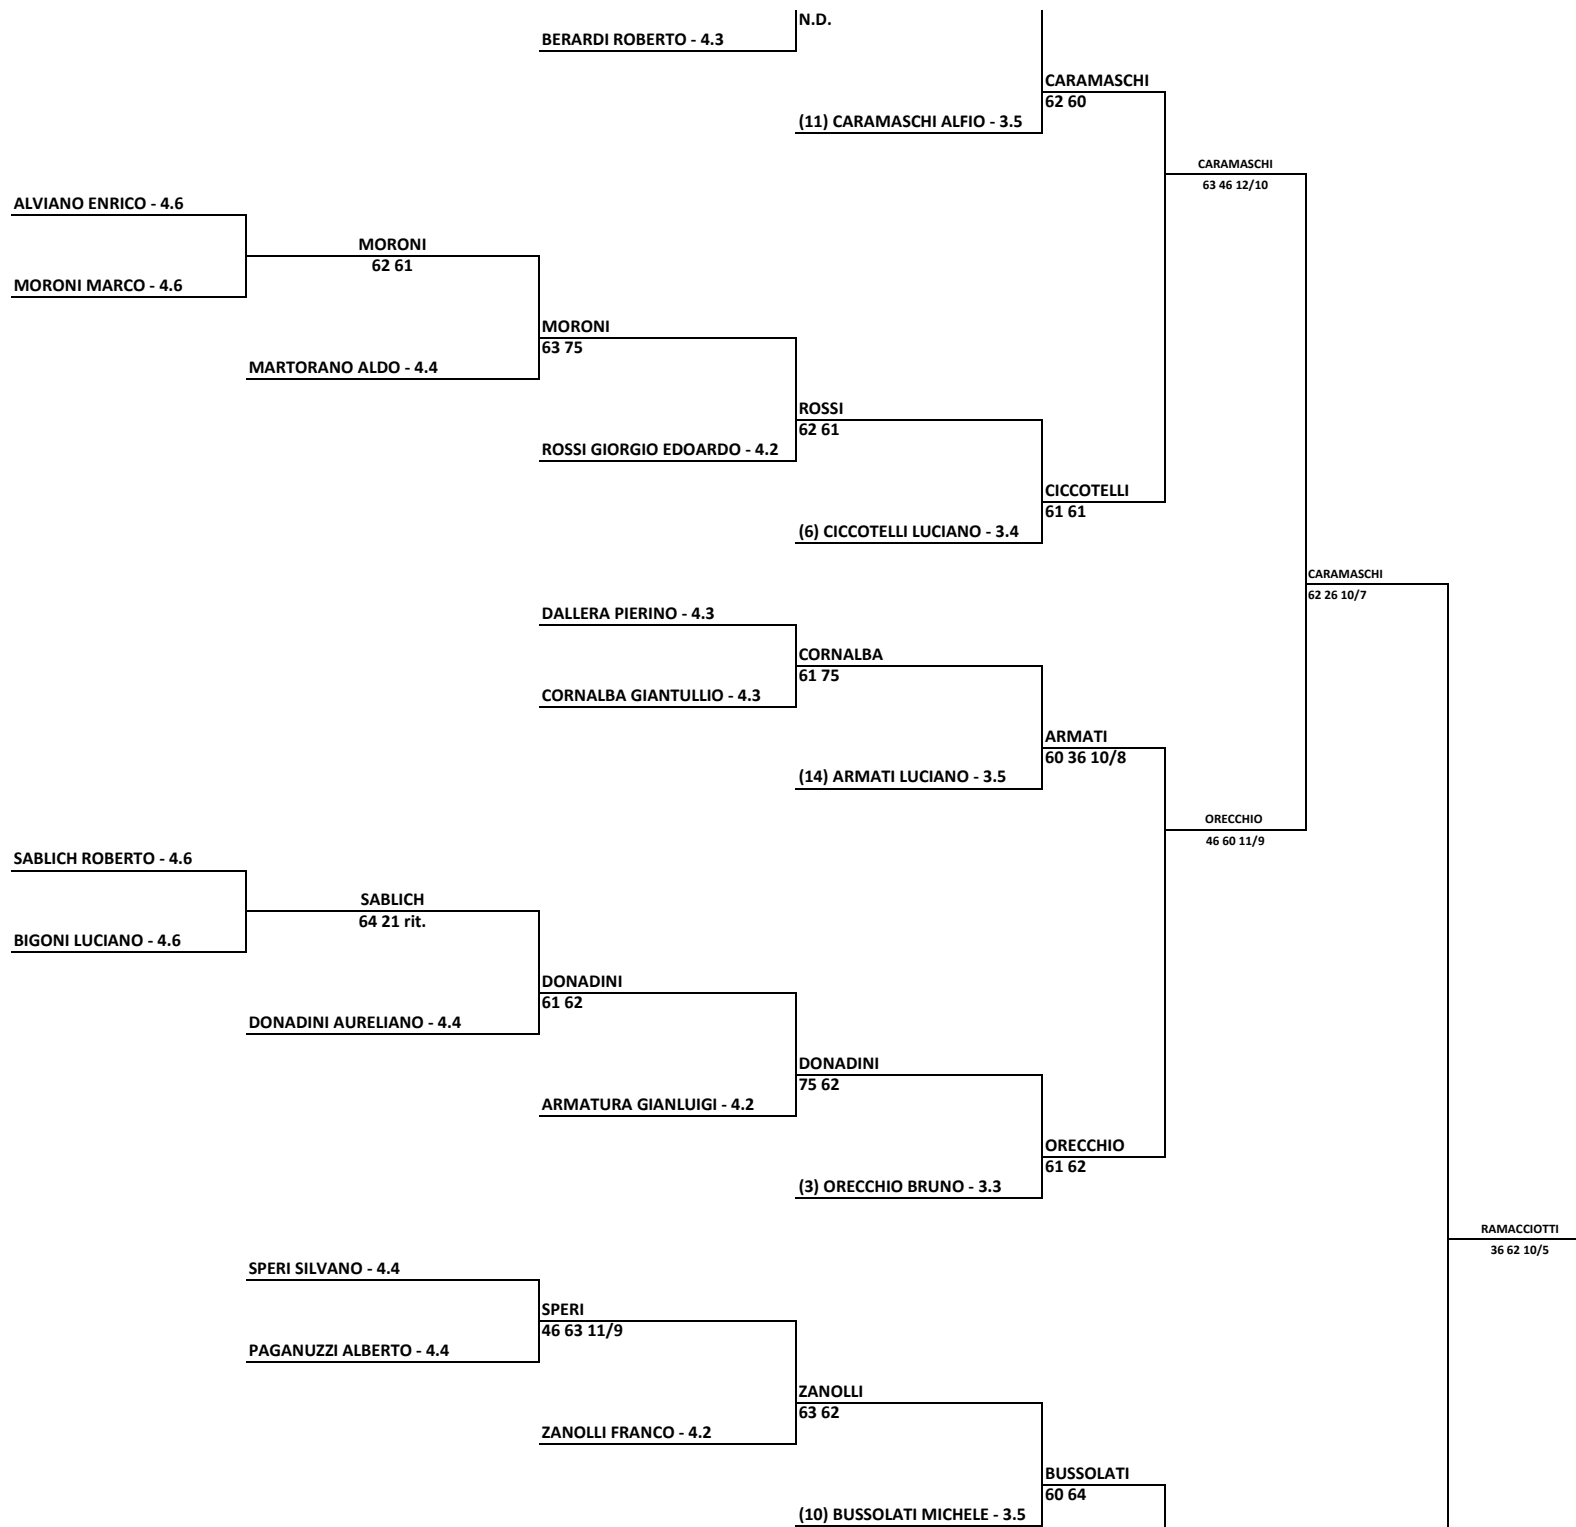 N.D.
BERARDI ROBERTO - 4.3
CARAMASCHI
62 60
(11) CARAMASCHI ALFIO - 3.5
CARAMASCHI
63 46 12/10
ALVIANO ENRICO - 4.6
MORONI
62 61
MORONI MARCO - 4.6
MORONI
63 75
MARTORANO ALDO - 4.4
ROSSI
62 61
ROSSI GIORGIO EDOARDO - 4.2
CICCOTELLI
61 61
(6) CICCOTELLI LUCIANO - 3.4
CARAMASCHI
62 26 10/7
DALLERA PIERINO - 4.3
CORNALBA
61 75
CORNALBA GIANTULLIO - 4.3
ARMATI
60 36 10/8
(14) ARMATI LUCIANO - 3.5
ORECCHIO
46 60 11/9
SABLICH ROBERTO - 4.6
SABLICH
64 21 rit.
BIGONI LUCIANO - 4.6
DONADINI
61 62
DONADINI AURELIANO - 4.4
DONADINI
75 62
ARMATURA GIANLUIGI - 4.2
ORECCHIO
61 62
(3) ORECCHIO BRUNO - 3.3
RAMACCIOTTI
36 62 10/5
SPERI SILVANO - 4.4
SPERI
46 63 11/9
PAGANUZZI ALBERTO - 4.4
ZANOLLI
63 62
ZANOLLI FRANCO - 4.2
BUSSOLATI
60 64
(10) BUSSOLATI MICHELE - 3.5